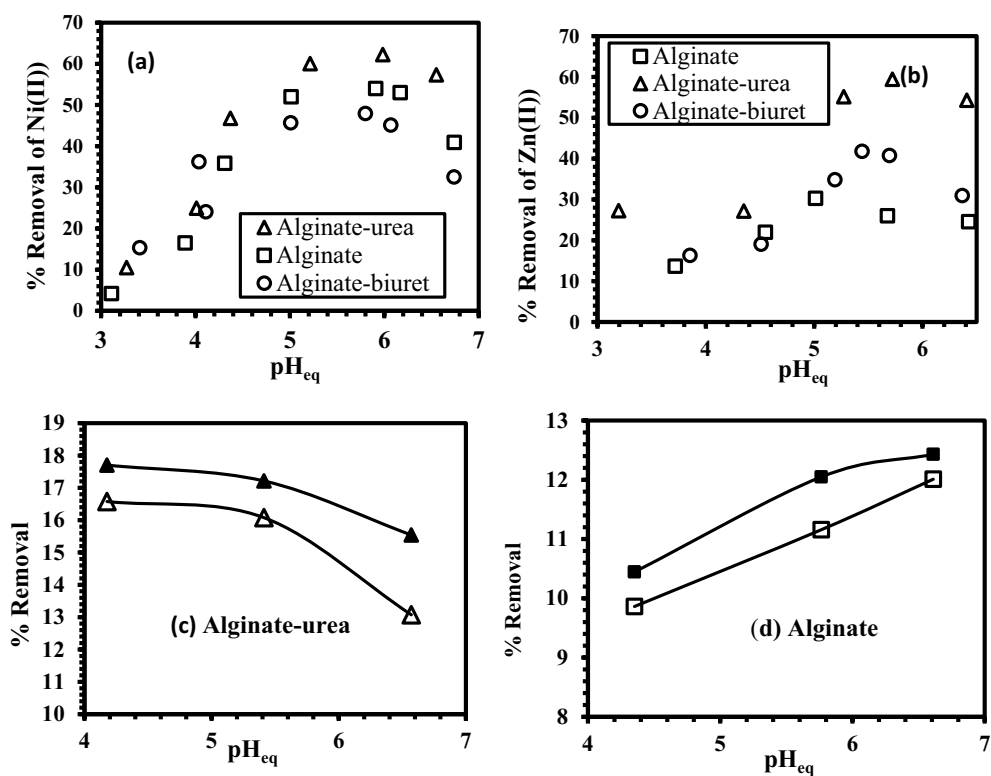 70
60
50
40
30
20
10
0
% Removal of Ni(II))
(a)
Alginate-urea
Alginate
Alginate-biuret
3 4 5 6 7
pHeq
70
60
50
40
30
20
10
0
% Removal of Zn(II))
Alginate
Alginate-urea
Alginate-biuret
(b)
3 4 5 6
pHeq
19
18
17
16
15
14
13
12
11
10
% Removal
(c) Alginate-urea
4 5 6 7
pHeq
13
12
11
10
9
8
% Removal
(d) Alginate
4 5 6 7
pHeq